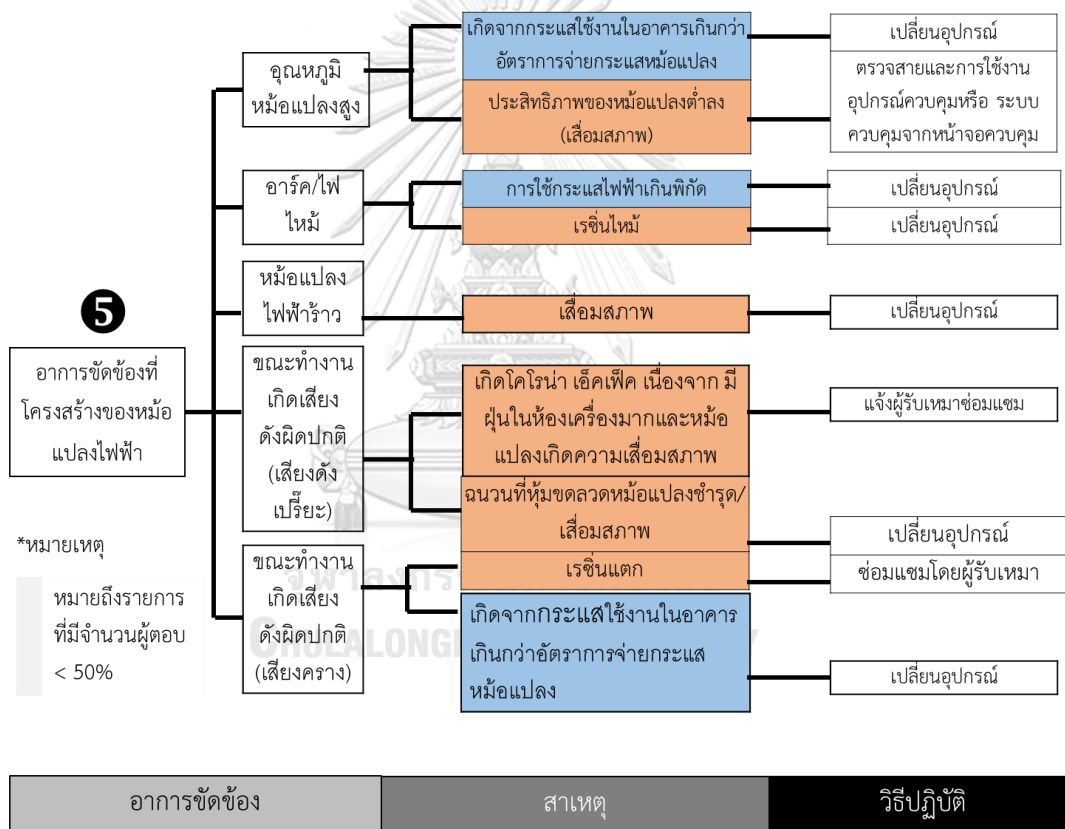 เกิดจากกระแสใช้งานในอาคารเกินกว่า
อัตราการจ่ายกระแสหม้อแปลง
เปลี่ยนอุปกรณ์
อุณหภูมิ
หม้อแปลงสูง
ประสิทธิภาพของหม้อแปลงต่ำลง
(เสื่อมสภาพ)
ตรวจสายและการใช้งาน
อุปกรณ์ควบคุมหรือ ระบบ
ควบคุมจากหน้าจอควบคุม
อาร์ค/ไฟ
ไหม้
การใช้กระแสไฟฟ้าเกินพิกัด
เปลี่ยนอุปกรณ์
เรซิ่นไหม้
เปลี่ยนอุปกรณ์
หม้อแปลง
ไฟฟ้าร้าว
เสื่อมสภาพ
เปลี่ยนอุปกรณ์
5
อาการขัดข้องที่
โครงสร้างของหม้อ
แปลงไฟฟ้า
ขณะทำงาน
เกิดเสียง
ดังผิดปกติ
(เสียงดัง
เปรี๊ยะ)
เกิดโคโรน่า เอ็คเฟ็ค เนื่องจาก มี
ฝุ่นในห้องเครื่องมากและหม้อ
แปลงเกิดความเสื่อมสภาพ
แจ้งผู้รับเหมาซ่อมแซม
ฉนวนที่หุ้มขดลวดหม้อแปลงชำรุด/
เสื่อมสภาพ
เปลี่ยนอุปกรณ์
ขณะทำงาน
เกิดเสียง
ดังผิดปกติ
(เสียงคราง)
เรซิ่นแตก
ซ่อมแซมโดยผู้รับเหมา
เกิดจากกระแสใช้งานในอาคาร
เกินกว่าอัตราการจ่ายกระแส
หม้อแปลง
เปลี่ยนอุปกรณ์
*หมายเหตุ
หมายถึงรายการ
ที่มีจำนวนผู้ตอบ
< 50%
อาการขัดข้อง
สาเหตุ
วิธีปฏิบัติ